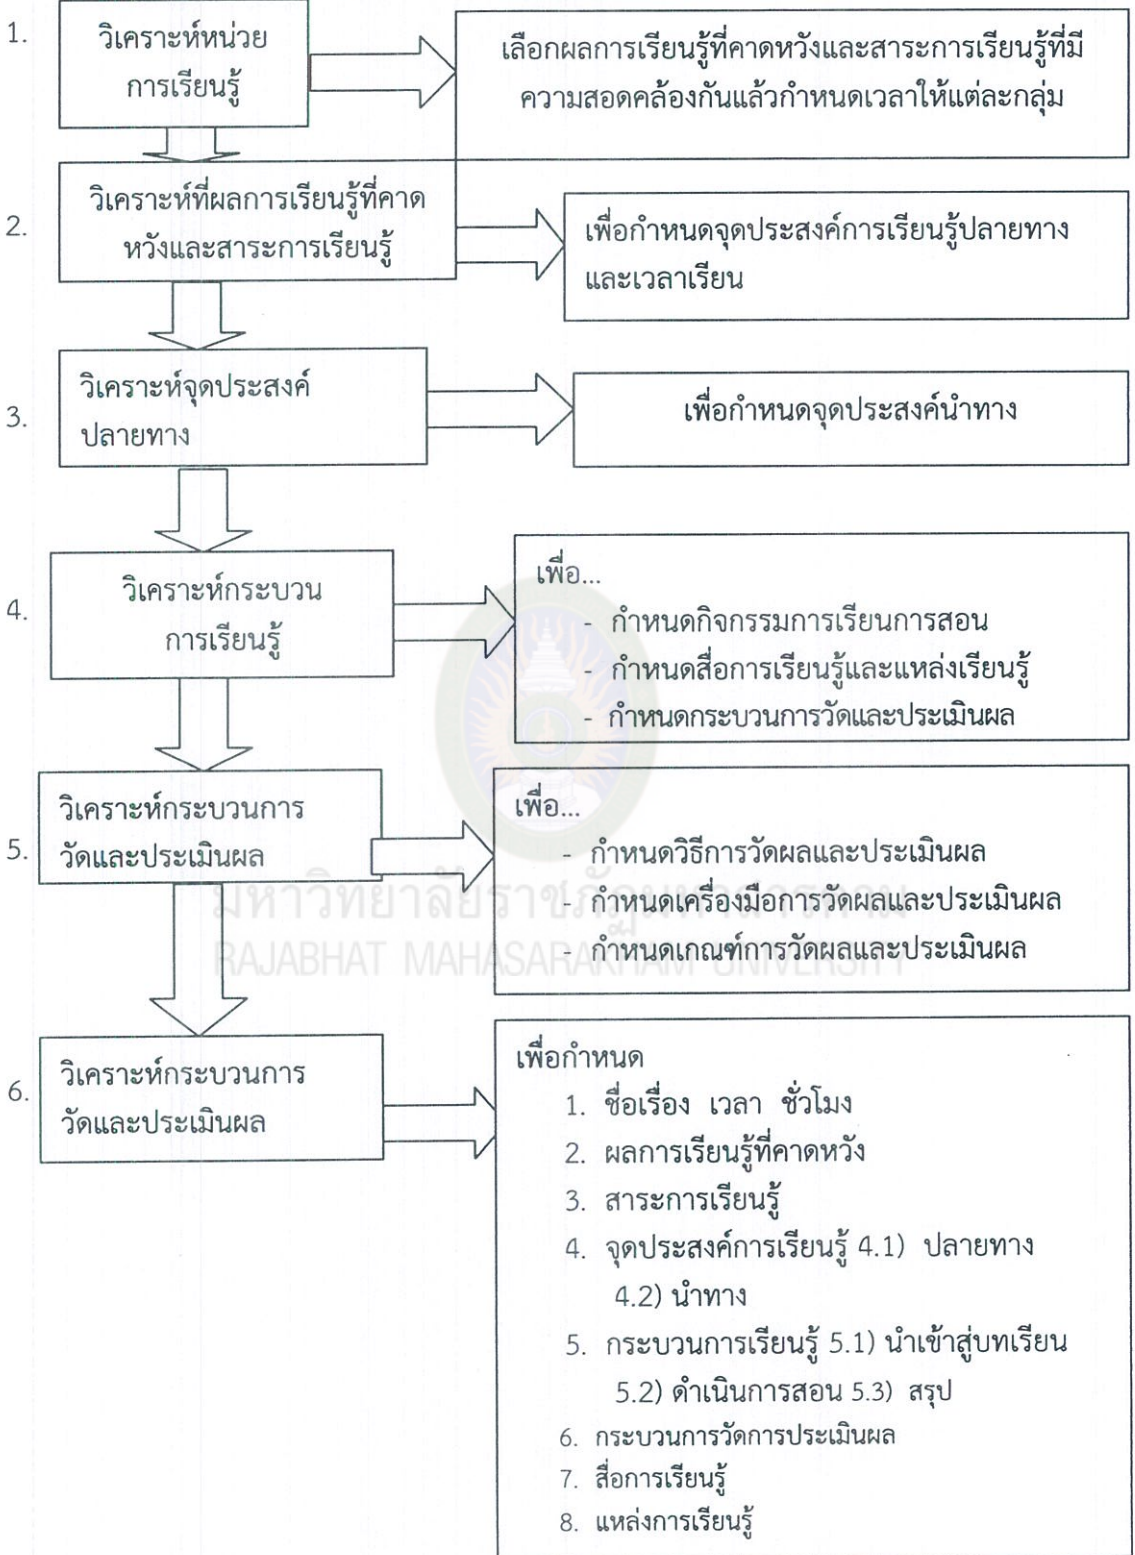 1.
วิเคราะห์หน่วย
การเรียนรู้
เลือกผลการเรียนรู้ที่คาดหวังและสาระการเรียนรู้ที่มี
ความสอดคล้องกันแล้วกำหนดเวลาให้แต่ละกลุ่ม
2.
วิเคราะห์ที่ผลการเรียนรู้ที่คาด
หวังและสาระการเรียนรู้
เพื่อกำหนดจุดประสงค์การเรียนรู้ปลายทาง
และเวลาเรียน
3.
วิเคราะห์จุดประสงค์
ปลายทาง
เพื่อกำหนดจุดประสงค์นำทาง
4.
วิเคราะห์กระบวน
การเรียนรู้
เพื่อ...
- กำหนดกิจกรรมการเรียนการสอน
- กำหนดสื่อการเรียนรู้และแหล่งเรียนรู้
- กำหนดกระบวนการวัดและประเมินผล
5.
วิเคราะห์กระบวนการ
วัดและประเมินผล
เพื่อ...
- กำหนดวิธีการวัดผลและประเมินผล
- กำหนดเครื่องมือการวัดผลและประเมินผล
- กำหนดเกณฑ์การวัดผลและประเมินผล
มหาวิทยาลัยราชภัฏมหาสารคาม
RAJABHAT MAHASARAKHAM UNIVERSITY
6.
วิเคราะห์กระบวนการ
วัดและประเมินผล
เพื่อกำหนด
1. ชื่อเรื่อง เวลา ชั่วโมง
2. ผลการเรียนรู้ที่คาดหวัง
3. สาระการเรียนรู้
4. จุดประสงค์การเรียนรู้ 4.1) ปลายทาง
4.2) นำทาง
5. กระบวนการเรียนรู้ 5.1) นำเข้าสู่บทเรียน
5.2) ดำเนินการสอน 5.3) สรุป
6. กระบวนการวัดการประเมินผล
7. สื่อการเรียนรู้
8. แหล่งการเรียนรู้